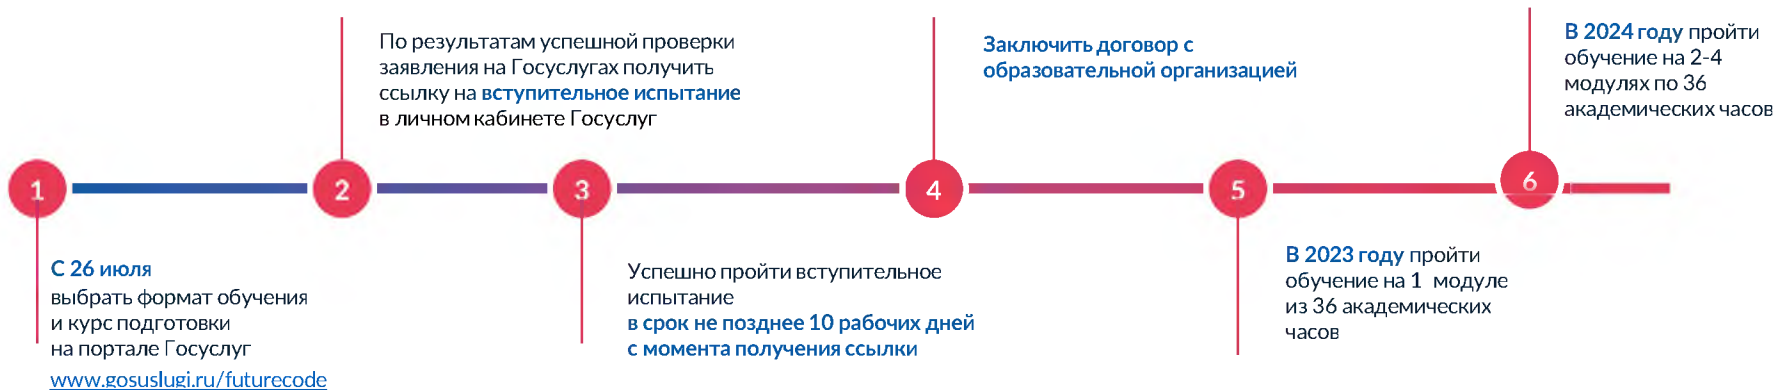 1
С 26 июля
выбрать формат обучения
и курс подготовки
на портале Госуслуг
www.gosuslugi.ru/futurecode
2
По результатам успешной проверки
заявления на Госуслугах получить
ссылку на вступительное испытание
в личном кабинете Госуслуг
3
Успешно пройти вступительное
испытание
в срок не позднее 10 рабочих дней
с момента получения ссылки
4
Заключить договор с
образовательной организацией
5
В 2023 году пройти
обучение на 1 модуле
из 36 академических
часов
6
В 2024 году пройти
обучение на 2-4
модулях по 36
академических часов